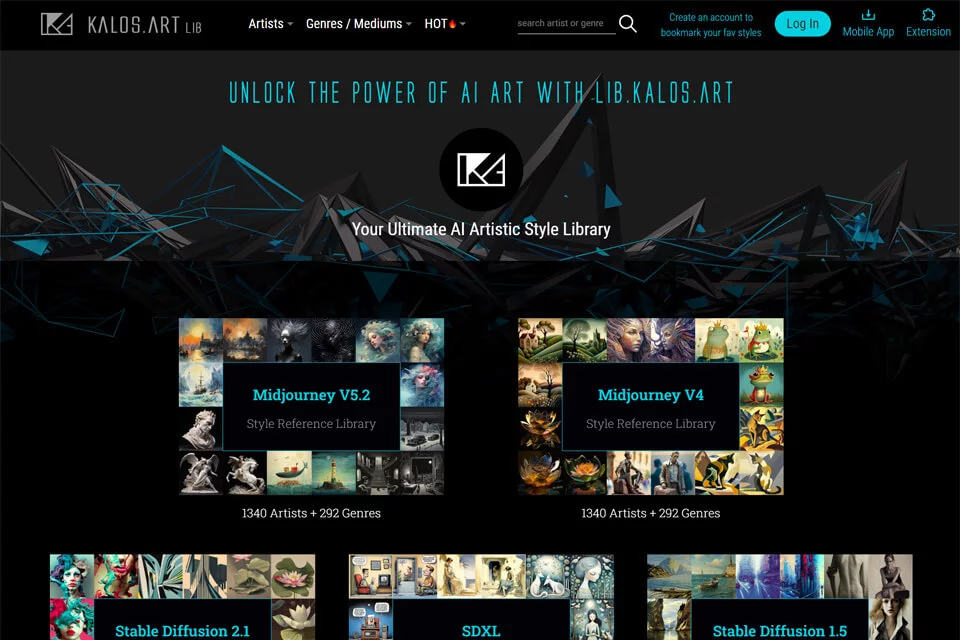 KALOS.ART LIB
Artists
Genres / Mediums
HOT
search artist or genre
Create an account to
bookmark your fav styles
Log In
Mobile App
Extension
UNLOCK THE POWER OF AI ART WITH LIB.KALOS.ART
Your Ultimate AI Artistic Style Library
Midjourney V5.2
Style Reference Library
1340 Artists + 292 Genres
Midjourney V4
Style Reference Library
1340 Artists + 292 Genres
Stable Diffusion 2.1
SDXL
Stable Diffusion 1.5